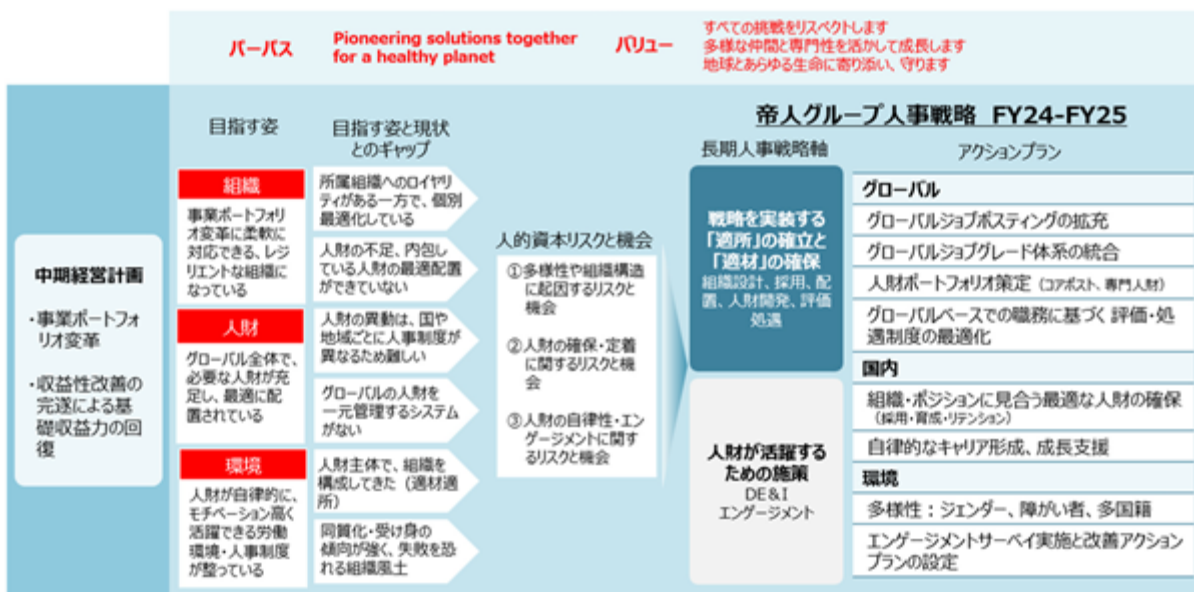 パーパス
Pioneering solutions together
for a healthy planet
バリュー
すべての挑戦をリスペクトします
多様な仲間と専門性を活かして成長します
地球とあらゆる生命に寄り添い、守ります
中期経営計画
・事業ポートフォ
リオ変革
・収益性改善の
完遂による基
礎収益力の回
復
目指す姿
組織
事業ポートフォリ
オ変革に柔軟に
対応できる、レジ
リエントな組織に
なっている
人財
グローバル全体で、
必要な人財が充
足し、最適に配
置されている
環境
人財が自律的に、
モチベーション高く
活躍できる労働
環境・人事制度
が整っている
目指す姿と現状
とのギャップ
所属組織へのロイヤリ
ティがある一方で、個別
最適化している
人財の不足、内包し
ている人財の最適配置
ができていない
人財の異動は、国や
地域ごとに人事制度が
異なるため難しい
グローバルの人財を
一元管理するシステム
がない
人財主体で、組織を
構成してきた（適材適
所）
同質化・受け身の
傾向が強く、失敗を恐
れる組織風土
人的資本リスクと機会
①多様性や組織構造
に起因するリスクと
機会
②人財の確保・定着
に関するリスクと機
会
③人財の自律性・エン
ゲージメントに関す
るリスクと機会
帝人グループ人事戦略 FY24-FY25
長期人事戦略軸
戦略を実装する
「適所」の確立と
「適材」の確保
組織設計、採用、配
置、人財開発、評価
処遇
人財が活躍する
ための施策
DE&I
エンゲージメント
アクションプラン
グローバル
グローバルジョブポスティングの拡充
グローバルジョブグレード体系の統合
人財ポートフォリオ策定（コアポスト、専門人財）
グローバルベースでの職務に基づく 評価・処
遇制度の最適化
国内
組織・ポジションに見合う最適な人財の確保
（採用・育成・リテンション）
自律的なキャリア形成、成長支援
環境
多様性：ジェンダー、障がい者、多国籍
エンゲージメントサーベイ実施と改善アクション
プランの設定